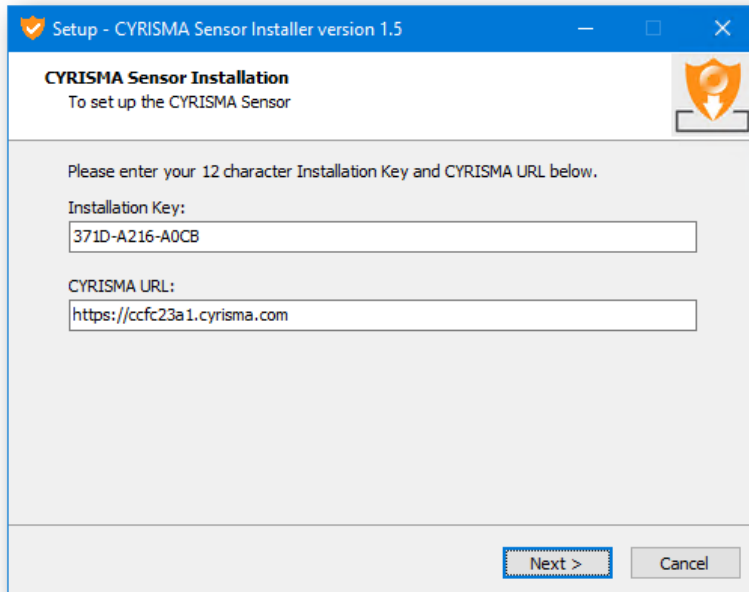 Setup - CYRISMA Sensor Installer version 1.5
CYRISMA Sensor Installation
To set up the CYRISMA Sensor
Please enter your 12 character Installation Key and CYRISMA URL below.
Installation Key:
371D-A216-A0CB
CYRISMA URL:
https://ccfc23a1.cyrisma.com
Next >
Cancel